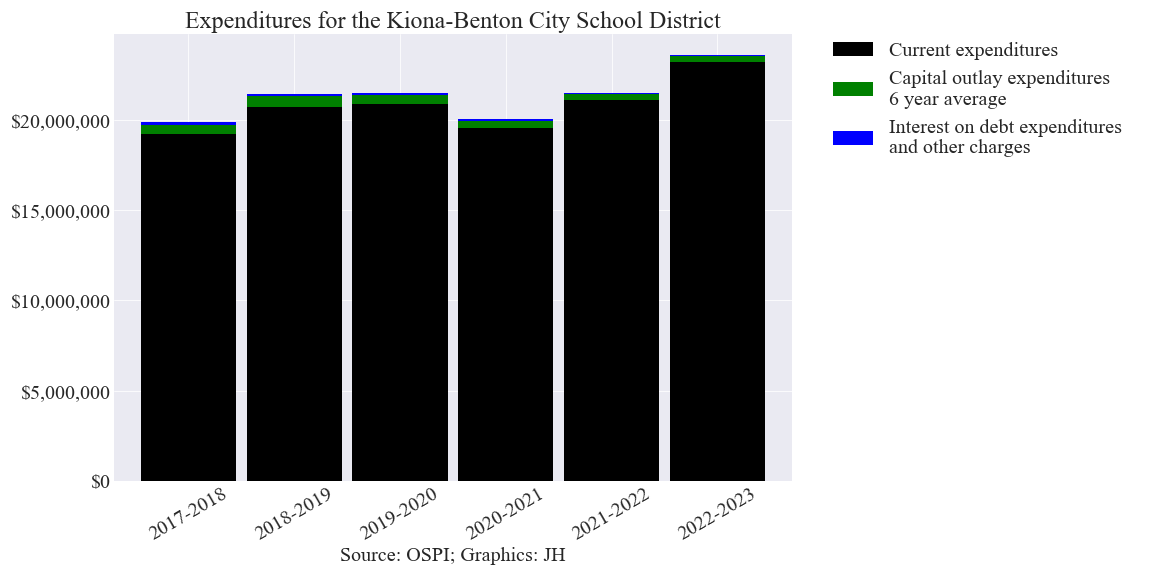 Expenditures for the Kiona-Benton City School District
Current expenditures
Capital outlay expenditures
6 year average
Interest on debt expenditures
and other charges
$20,000,000
$15,000,000
$10,000,000
$5,000,000
$0
2017-2018
2018-2019
2019-2020
2020-2021
2021-2022
2022-2023
Source: OSPI; Graphics: JH